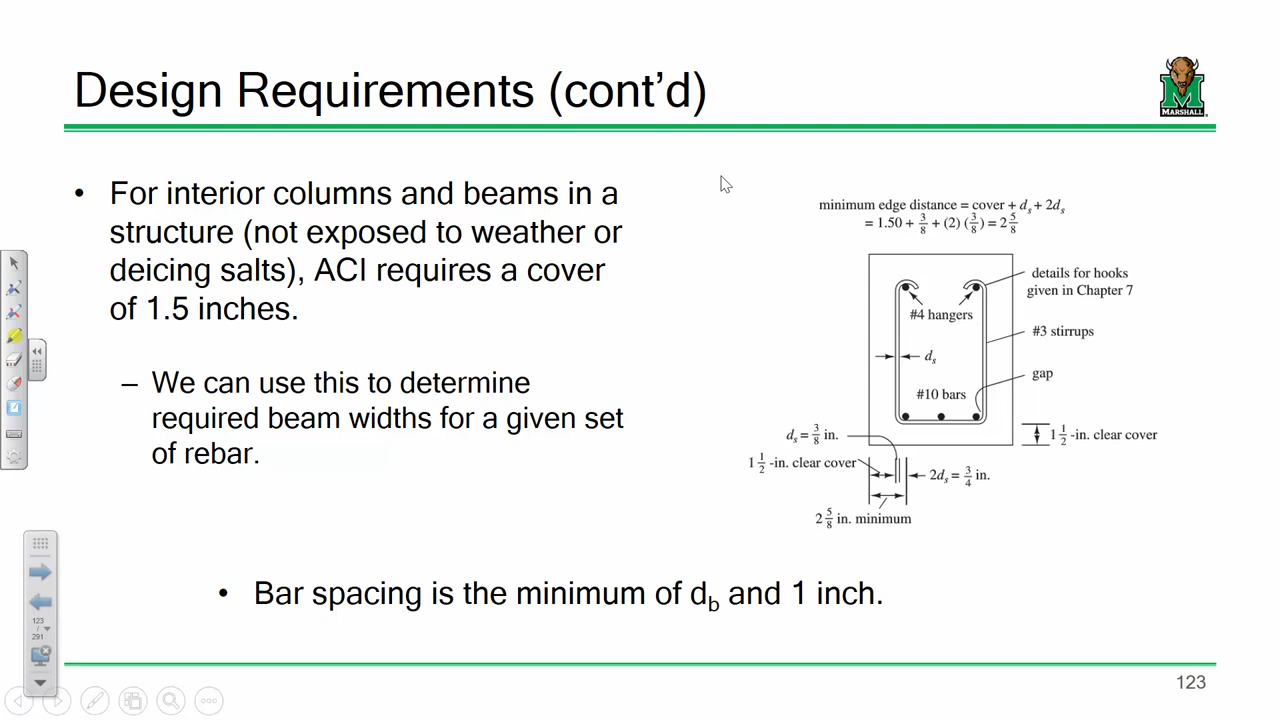 Design Requirements (cont’d)
MARSHALL
• For interior columns and beams in a
structure (not exposed to weather or
deicing salts), ACI requires a cover
of 1.5 inches.
– We can use this to determine
required beam widths for a given set
of rebar.
minimum edge distance = cover + dₛ + 2dₛ
= 1.50 + 3/8 + (2) (3/8) = 2 5/8
details for hooks
given in Chapter 7
#4 hangers
#3 stirrups
dₛ
gap
#10 bars
dₛ = 3/8 in.
1 1/2 -in. clear cover
1 1/2 -in. clear cover
2dₛ = 3/4 in.
2 5/8 in. minimum
• Bar spacing is the minimum of d_b and 1 inch.
123
/
291
123